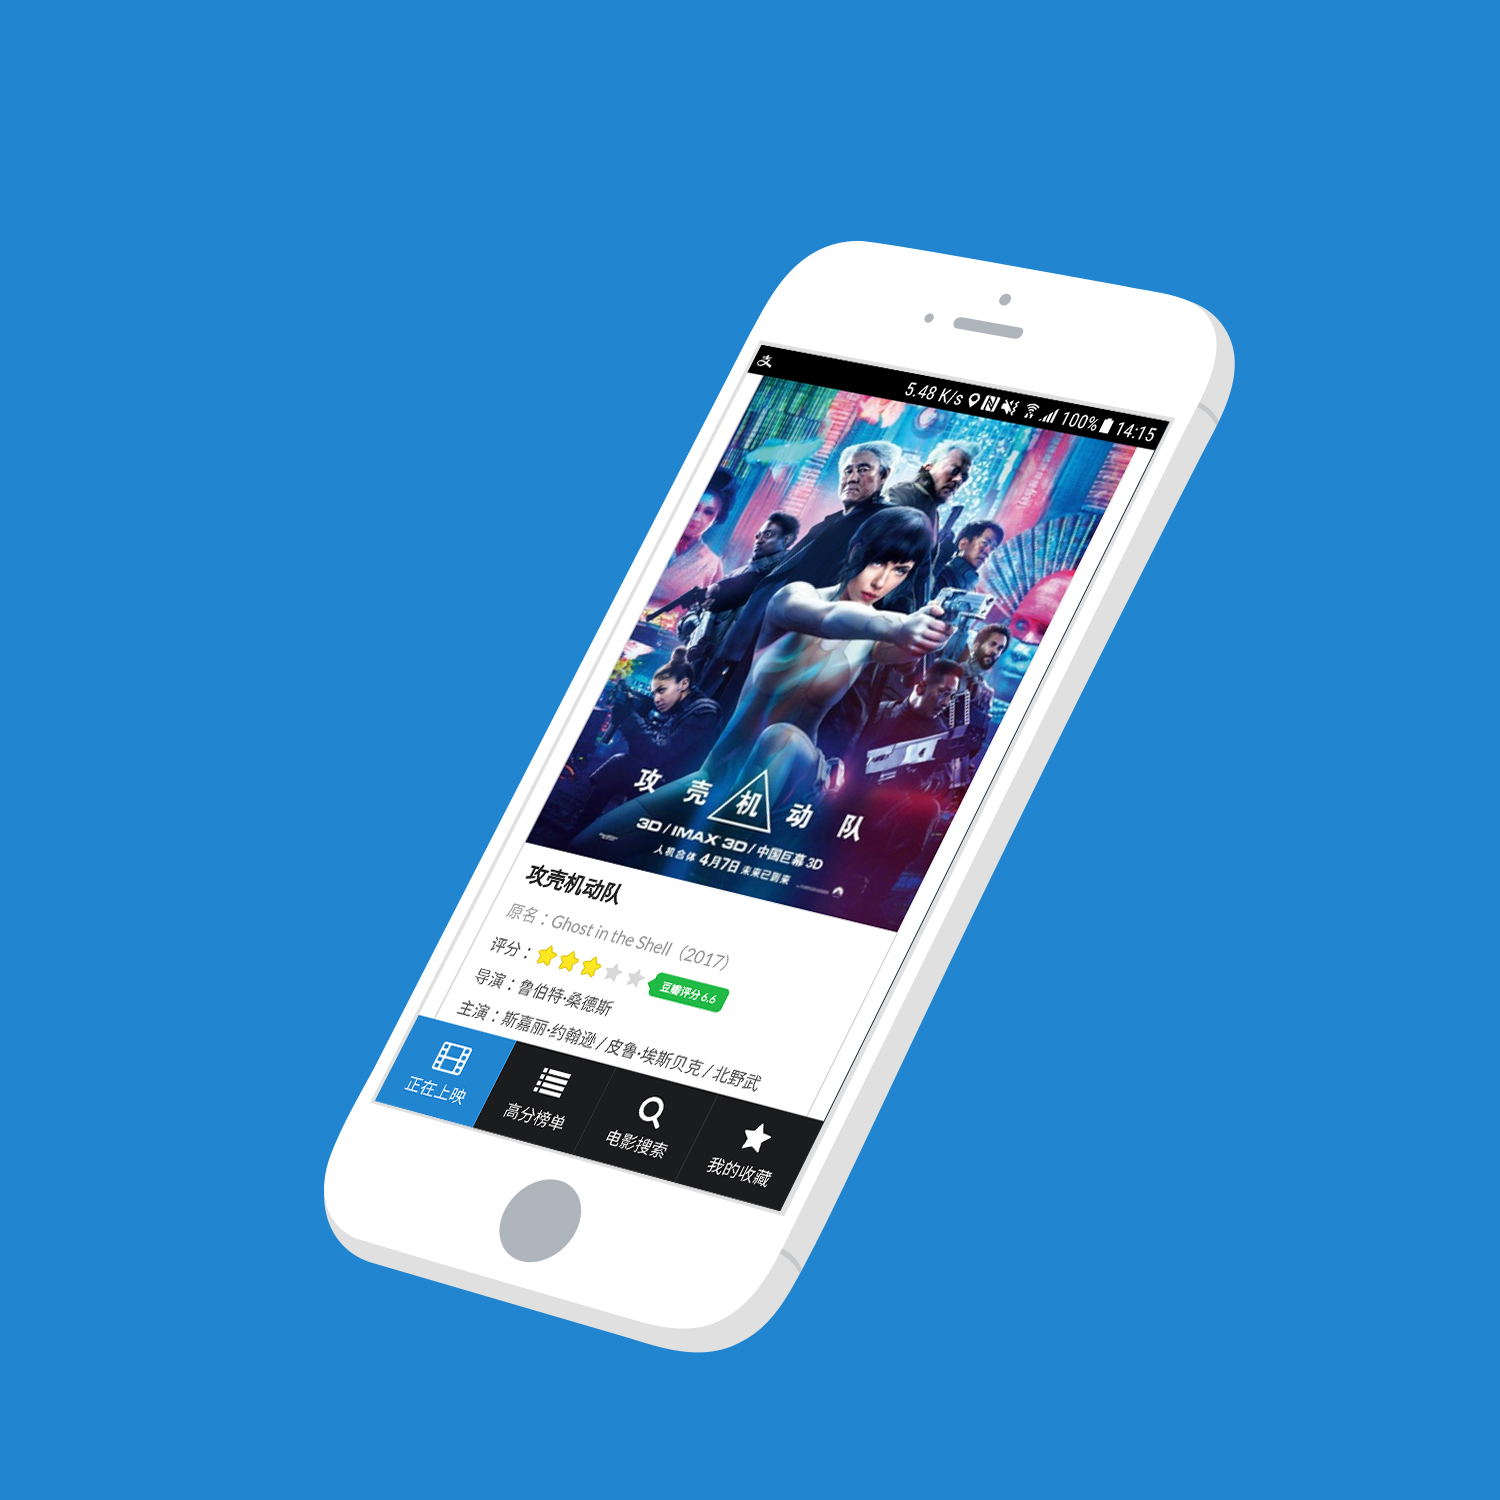 支 5.48 K/s 100% 14:15
攻壳机动队
3D / IMAX 3D / 中国巨幕 3D
人机合体 4月7日 未来已到来
攻壳机动队
原名：Ghost in the Shell（2017）
评分： 豆瓣评分 6.6
导演：鲁伯特·桑德斯
主演：斯嘉丽·约翰逊 / 皮鲁·埃斯贝克 / 北野武
正在上映
高分榜单
电影搜索
我的收藏